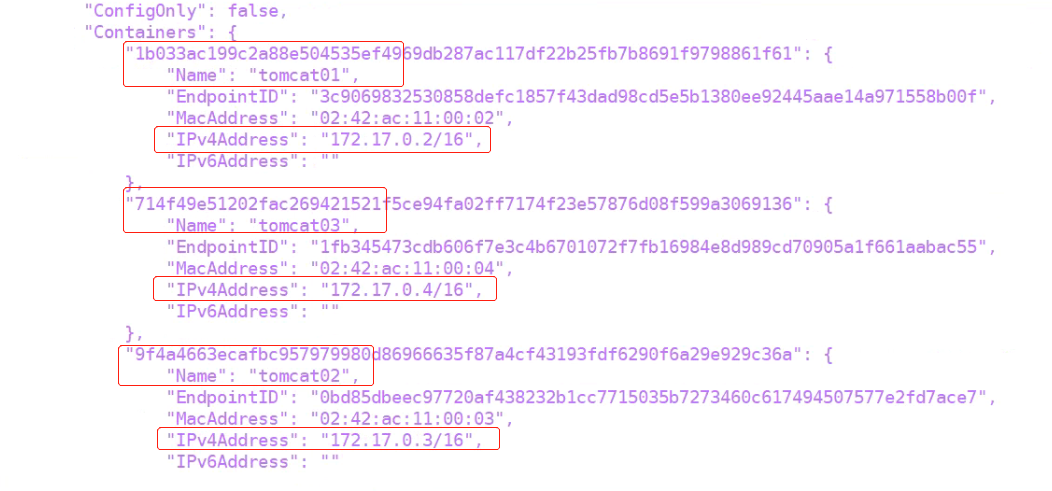 "ConfigOnly": false,
"Containers": {
"1b033ac199c2a88e504535ef4969db287ac117df22b25fb7b8691f9798861f61": {
"Name": "tomcat01",
"EndpointID": "3c9069832530858defc1857f43dad98cd5e5b1380ee92445aae14a971558b00f",
"MacAddress": "02:42:ac:11:00:02",
"IPv4Address": "172.17.0.2/16",
"IPv6Address": ""
},
"714f49e51202fac269421521f5ce94fa02ff7174f23e57876d08f599a3069136": {
"Name": "tomcat03",
"EndpointID": "1fb345473cdb606f7e3c4b6701072f7fb16984e8d989cd70905a1f661aabac55",
"MacAddress": "02:42:ac:11:00:04",
"IPv4Address": "172.17.0.4/16",
"IPv6Address": ""
},
"9f4a4663ecafbc957979980d86966635f87a4cf43193fdf6290f6a29e929c36a": {
"Name": "tomcat02",
"EndpointID": "0bd85dbeec97720af438232b1cc7715035b7273460c617494507577e2fd7ace7",
"MacAddress": "02:42:ac:11:00:03",
"IPv4Address": "172.17.0.3/16",
"IPv6Address": ""